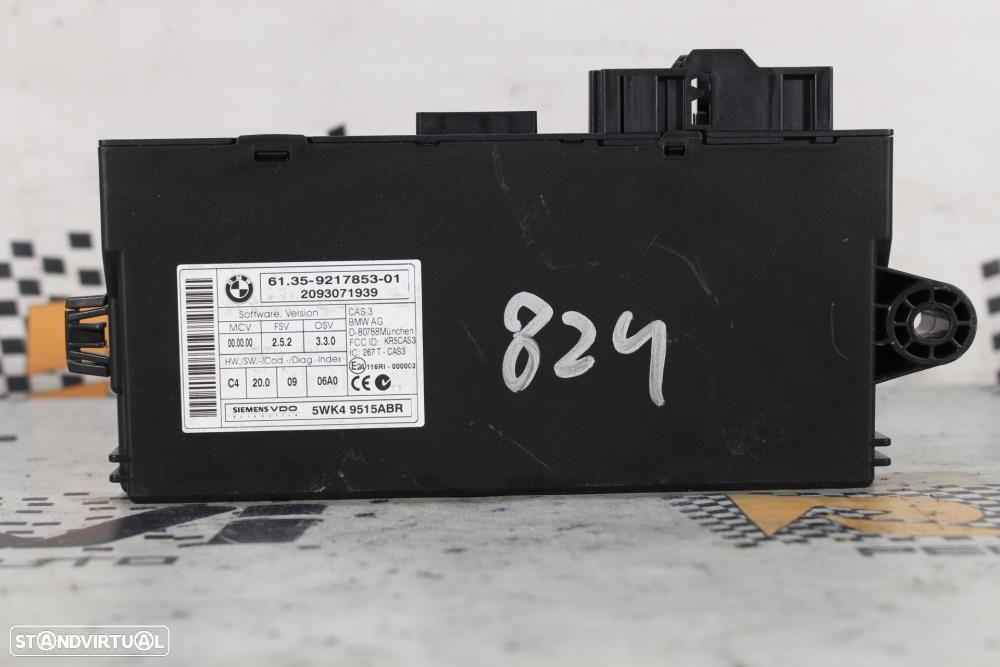 61.35-9217853-01
2093071939
Software, Version
MCV FSV OSV
00.00.00 2.5.2 3.3.0
HW./SW.-/Cod.-/Diag.-Index
C4 20.0 09 06A0
CAS.3
BMW AG
D-80788München
FCC ID: KR5CAS3
IC: 267 T - CAS3
E24 116RI - 000003
CE
SIEMENS VDO
Automotive
5WK4 9515ABR
824
STANDVIRTUAL